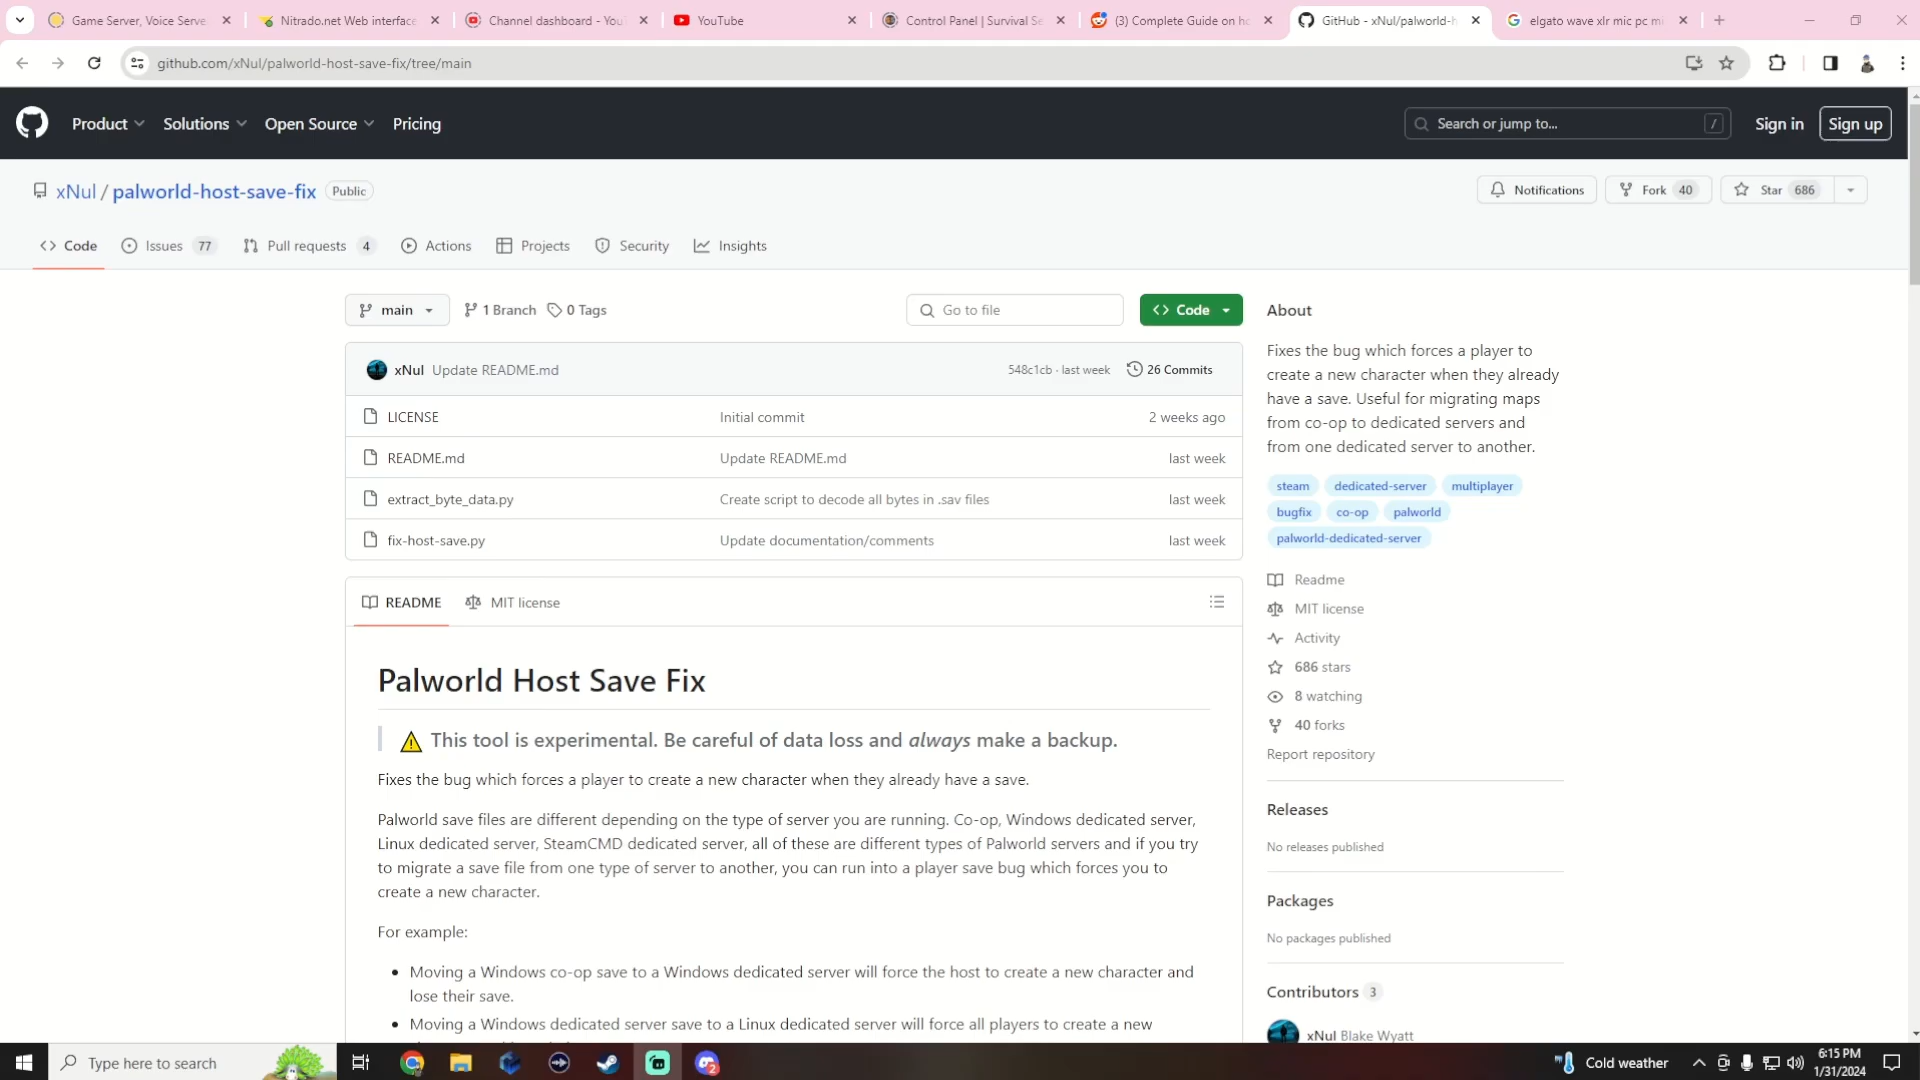 Game Server, Voice Serve
Nitrado.net Web interface
Channel dashboard - You
YouTube
Control Panel | Survival Se
(3) Complete Guide on ho
GitHub - xNul/palworld-h
elgato wave xlr mic pc m
github.com/xNul/palworld-host-save-fix/tree/main
Product
Solutions
Open Source
Pricing
Search or jump to...
/
Sign in
Sign up
xNul / palworld-host-save-fix
Public
Notifications
Fork 40
Star 686
Code
Issues 77
Pull requests 4
Actions
Projects
Security
Insights
main
1 Branch
0 Tags
Go to file
Code
xNul Update README.md
548c1cb · last week
26 Commits
LICENSE
Initial commit
2 weeks ago
README.md
Update README.md
last week
extract_byte_data.py
Create script to decode all bytes in .sav files
last week
fix-host-save.py
Update documentation/comments
last week
README
MIT license
Palworld Host Save Fix
This tool is experimental. Be careful of data loss and always make a backup.
Fixes the bug which forces a player to create a new character when they already have a save.
Palworld save files are different depending on the type of server you are running. Co-op, Windows dedicated server,
Linux dedicated server, SteamCMD dedicated server, all of these are different types of Palworld servers and if you try
to migrate a save file from one type of server to another, you can run into a player save bug which forces you to
create a new character.
For example:
Moving a Windows co-op save to a Windows dedicated server will force the host to create a new character and
lose their save.
Moving a Windows dedicated server save to a Linux dedicated server will force all players to create a new
About
Fixes the bug which forces a player to
create a new character when they already
have a save. Useful for migrating maps
from co-op to dedicated servers and
from one dedicated server to another.
steam dedicated-server multiplayer
bugfix co-op palworld
palworld-dedicated-server
Readme
MIT license
Activity
686 stars
8 watching
40 forks
Report repository
Releases
No releases published
Packages
No packages published
Contributors 3
xNul Blake Wyatt
Type here to search
Cold weather
6:15 PM
1/31/2024